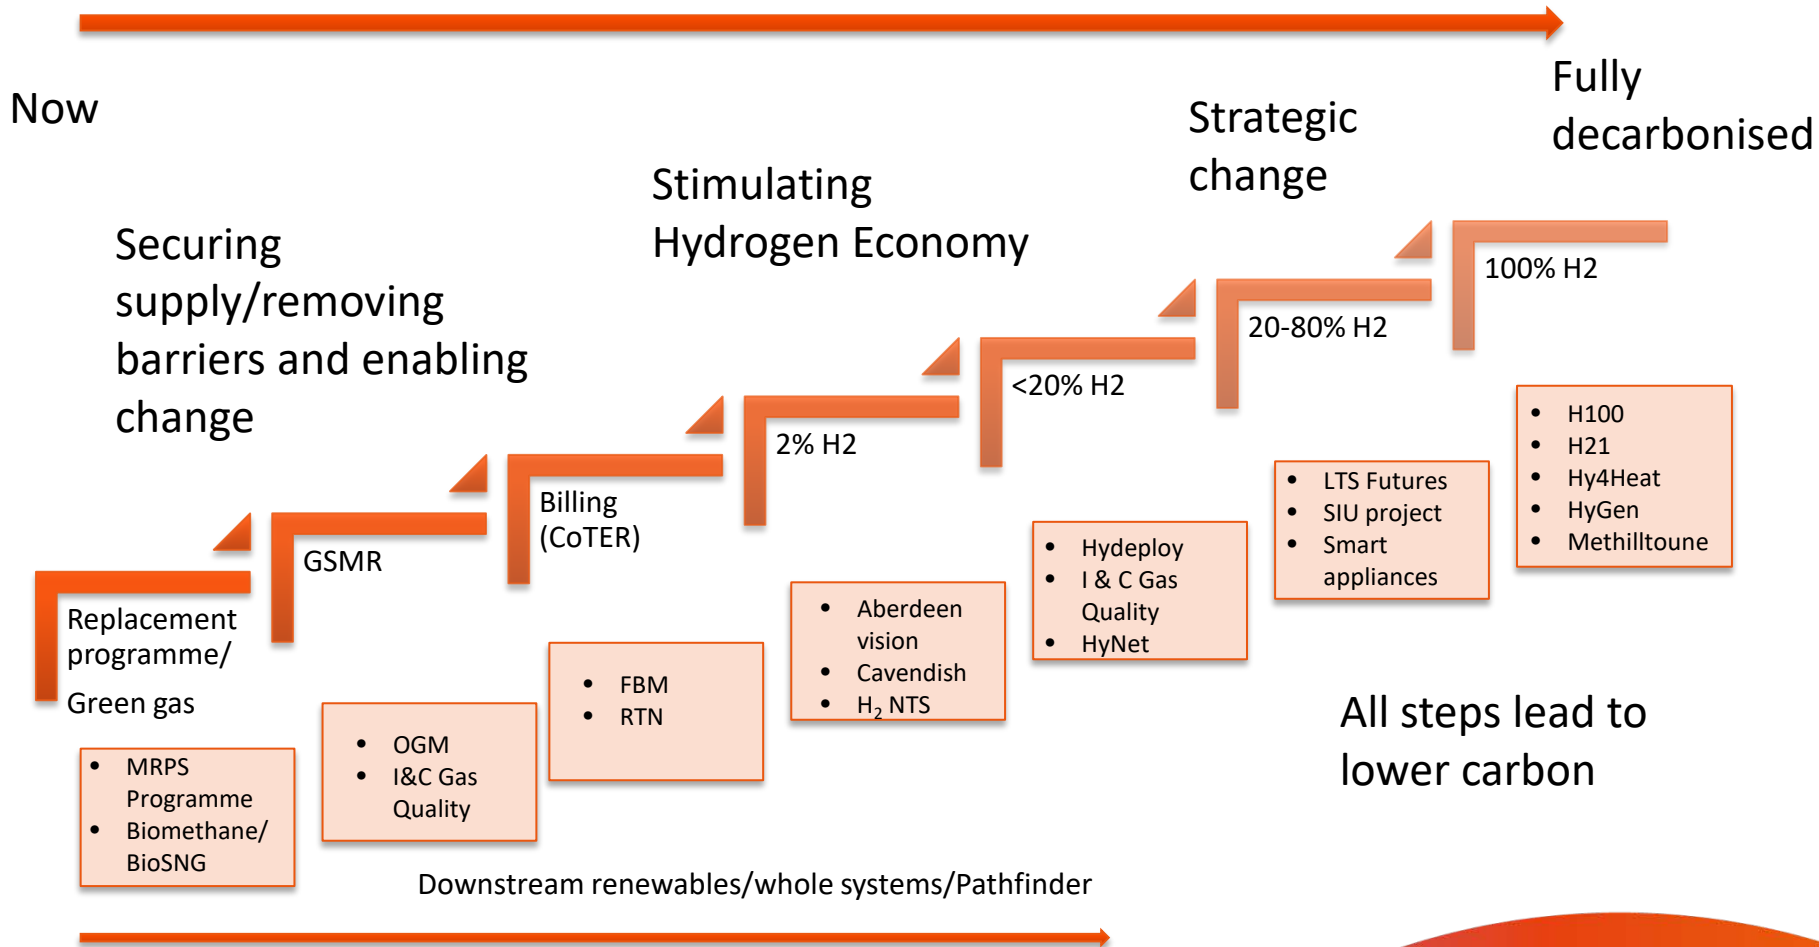 Now
Fully
decarbonised
Strategic
change
Stimulating
Hydrogen Economy
Securing
supply/removing
barriers and enabling
change
Replacement
programme/
Green gas
GSMR
Billing
(CoTER)
2% H2
<20% H2
20-80% H2
100% H2
• MRPS
Programme
• Biomethane/
BioSNG
• OGM
• I&C Gas
Quality
• FBM
• RTN
• Aberdeen
vision
• Cavendish
• H₂ NTS
• Hydeploy
• I & C Gas
Quality
• HyNet
• LTS Futures
• SIU project
• Smart
appliances
• H100
• H21
• Hy4Heat
• HyGen
• Methilltoune
All steps lead to
lower carbon
Downstream renewables/whole systems/Pathfinder